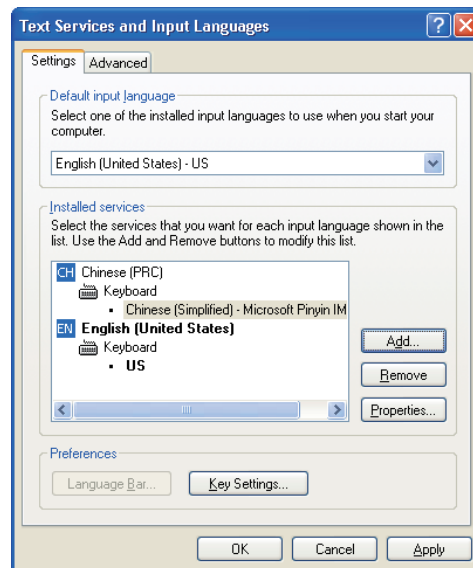 Text Services and Input Languages
Settings
Advanced
Default input language
Select one of the installed input languages to use when you start your
computer.
English (United States) - US
Installed services
Select the services that you want for each input language shown in the
list. Use the Add and Remove buttons to modify this list.
CH Chinese (PRC)
Keyboard
• Chinese (Simplified) - Microsoft Pinyin IM
EN English (United States)
Keyboard
• US
Add...
Remove
Properties...
Preferences
Language Bar...
Key Settings...
OK
Cancel
Apply